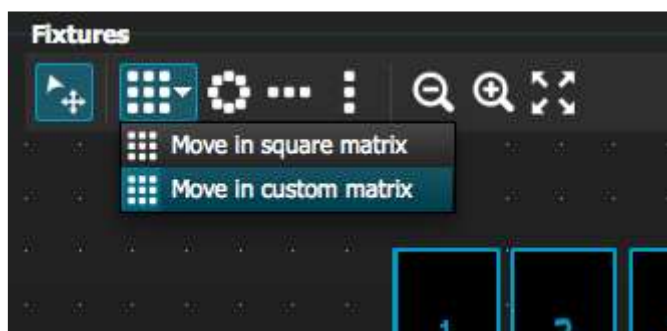 Fixtures
Move in square matrix
Move in custom matrix
1 2